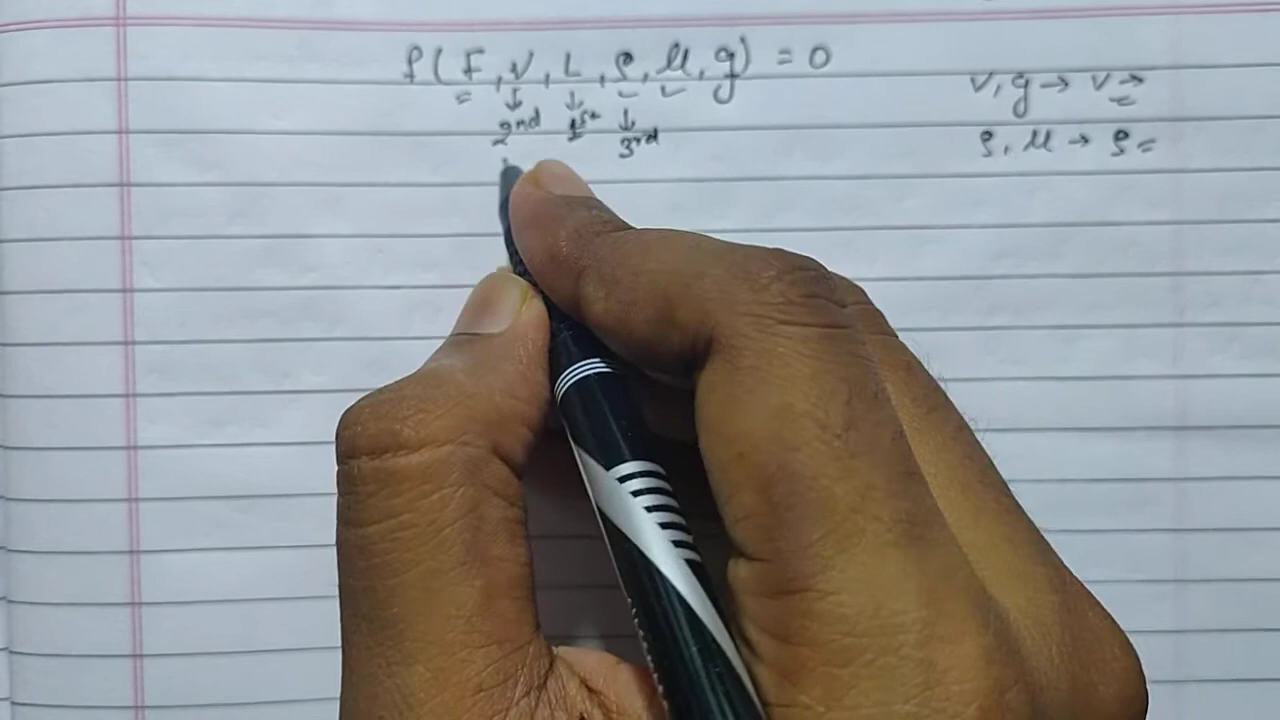 f(F, V, L, ρ, μ, g) = 0
V, g → V →
2nd 1st 3rd
ρ, μ → ρ =